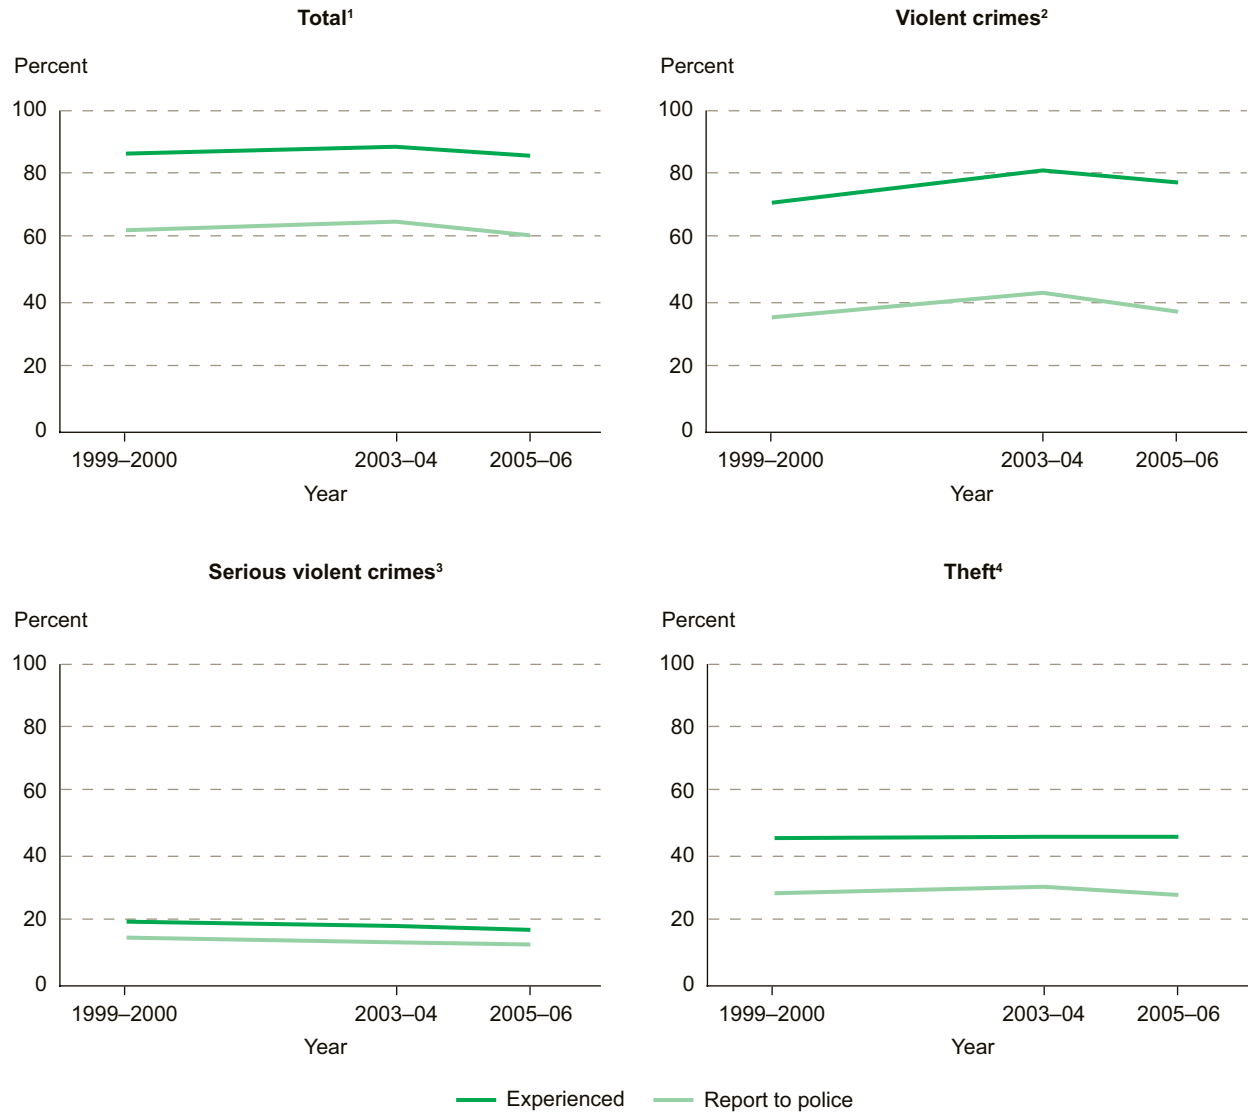 Total¹
Percent
100
80
60
40
20
0
1999–2000 2003–04 2005–06
Year
Violent crimes²
Percent
100
80
60
40
20
0
1999–2000 2003–04 2005–06
Year
Serious violent crimes³
Percent
100
80
60
40
20
0
1999–2000 2003–04 2005–06
Year
Theft⁴
Percent
100
80
60
40
20
0
1999–2000 2003–04 2005–06
Year
Experienced Report to police